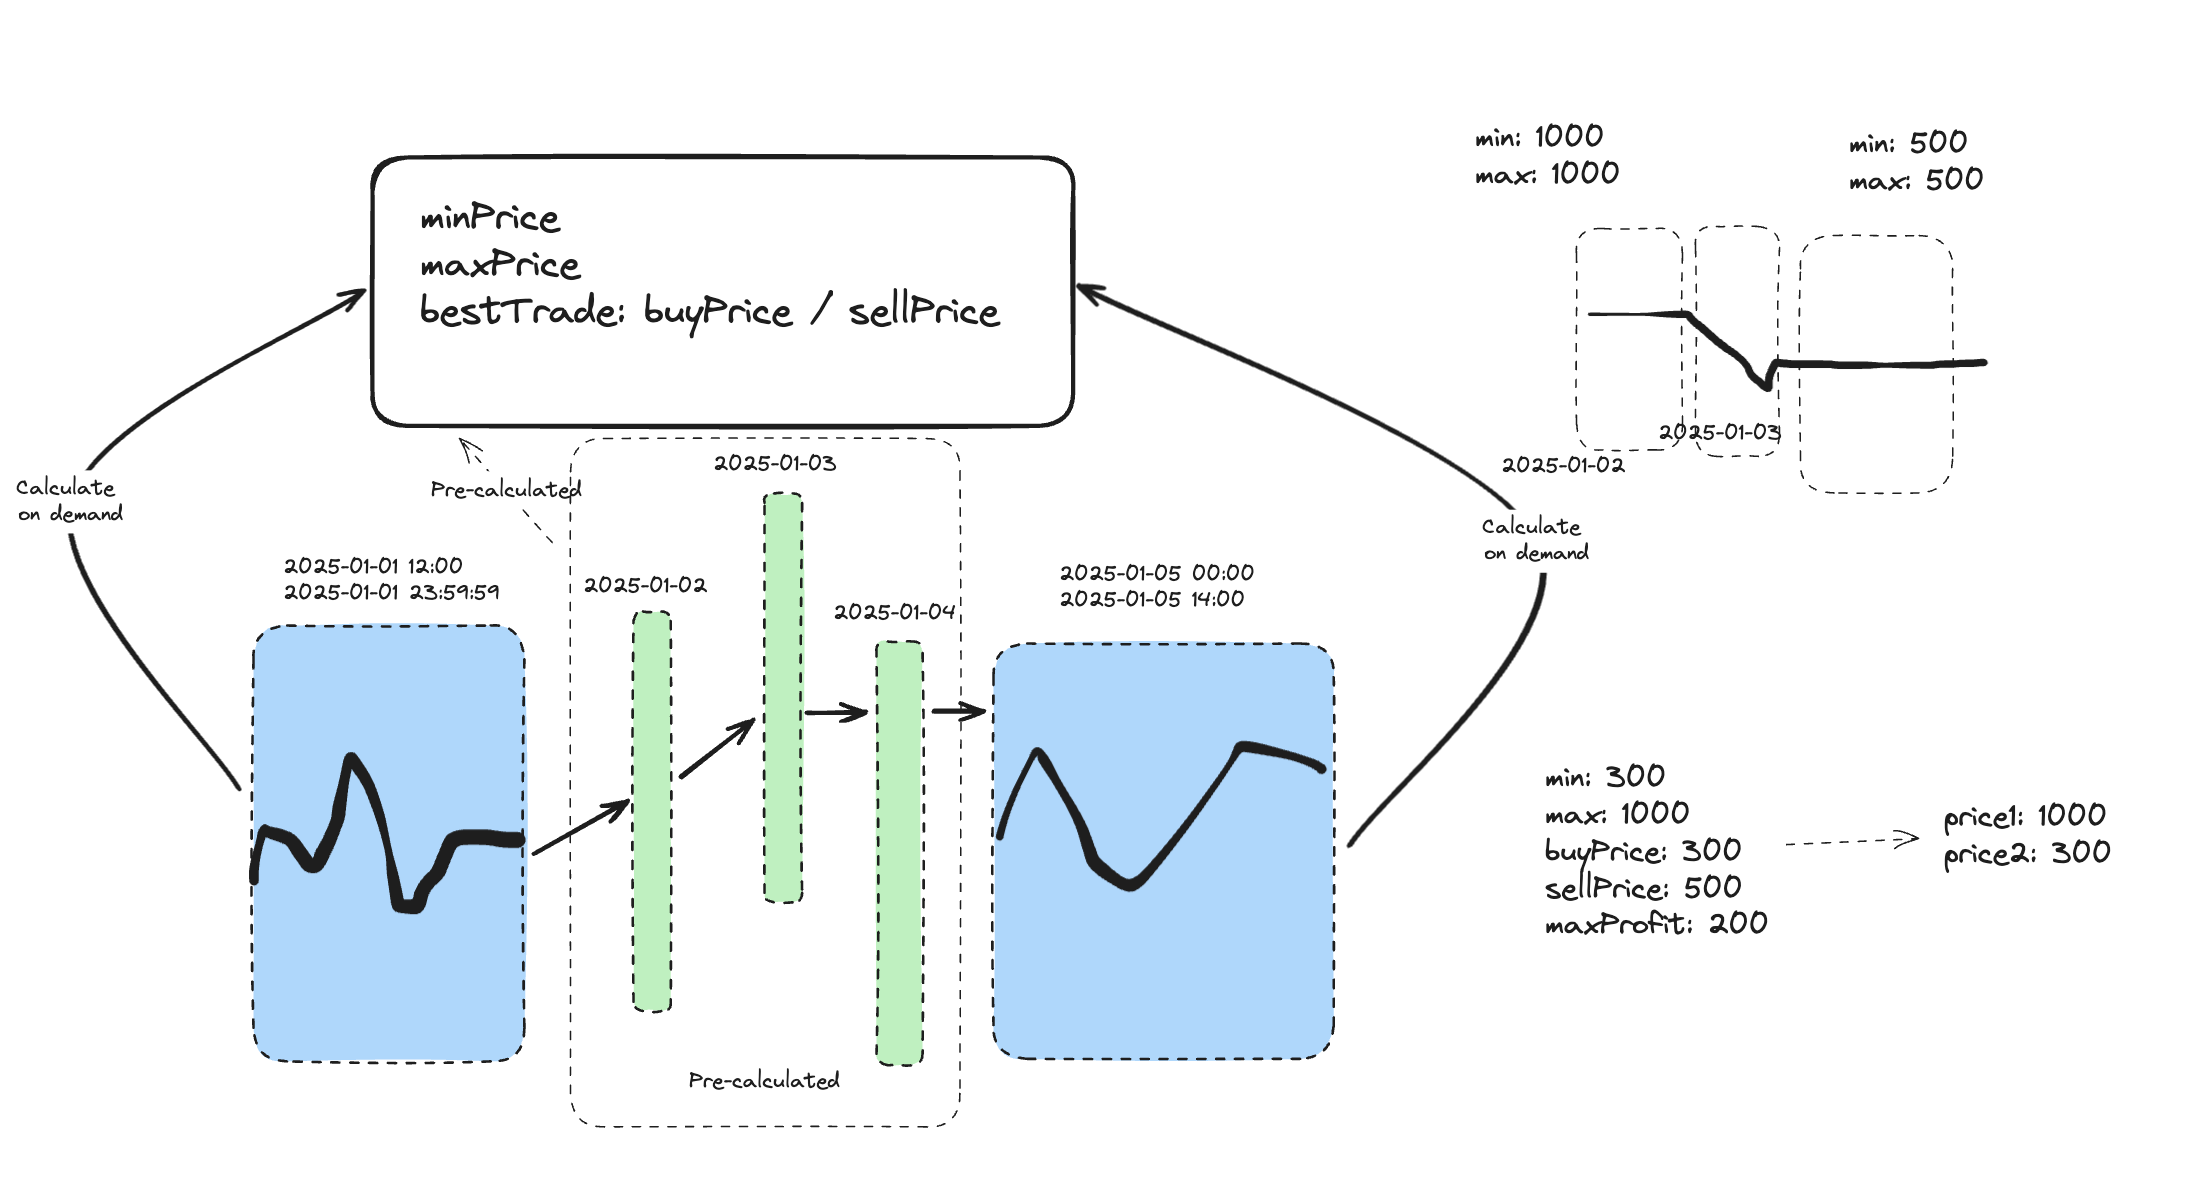 min: 1000
max: 1000
min: 500
max: 500
minPrice
maxPrice
bestTrade: buyPrice / sellPrice
2025-01-03
2025-01-02
Calculate
on demand
Pre-calculated
2025-01-03
Calculate
on demand
2025-01-01 12:00
2025-01-01 23:59:59
2025-01-02
2025-01-04
2025-01-05 00:00
2025-01-05 14:00
min: 300
max: 1000
buyPrice: 300
sellPrice: 500
maxProfit: 200
price1: 1000
price2: 300
Pre-calculated